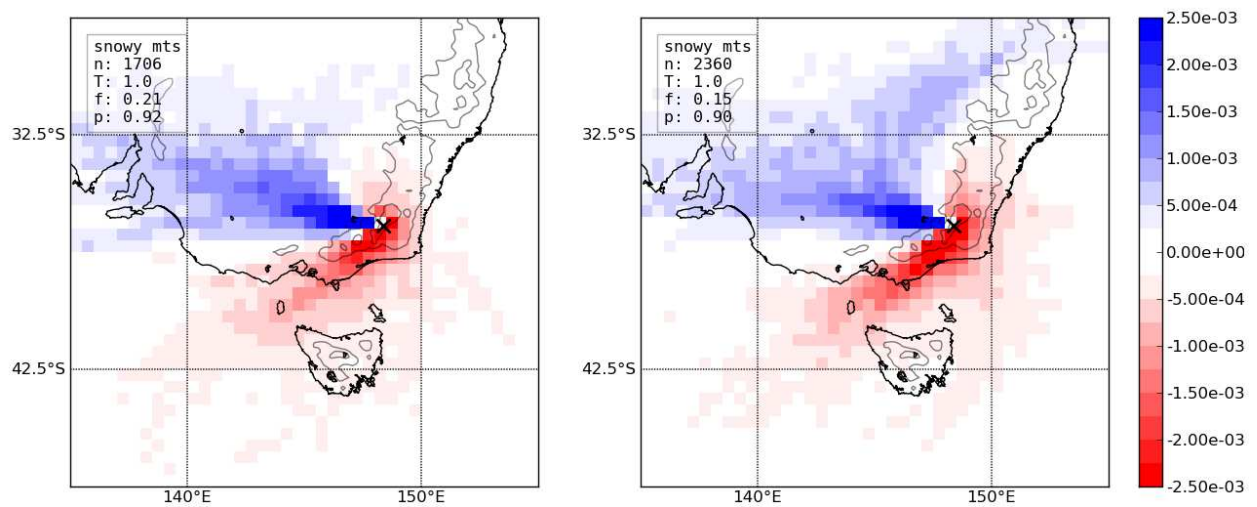 snowy mts
n: 1706
T: 1.0
f: 0.21
p: 0.92
32.5°S
42.5°S
140°E
150°E
snowy mts
n: 2360
T: 1.0
f: 0.15
p: 0.90
32.5°S
42.5°S
140°E
150°E
2.50e-03
2.00e-03
1.50e-03
1.00e-03
5.00e-04
0.00e+00
-5.00e-04
-1.00e-03
-1.50e-03
-2.00e-03
-2.50e-03